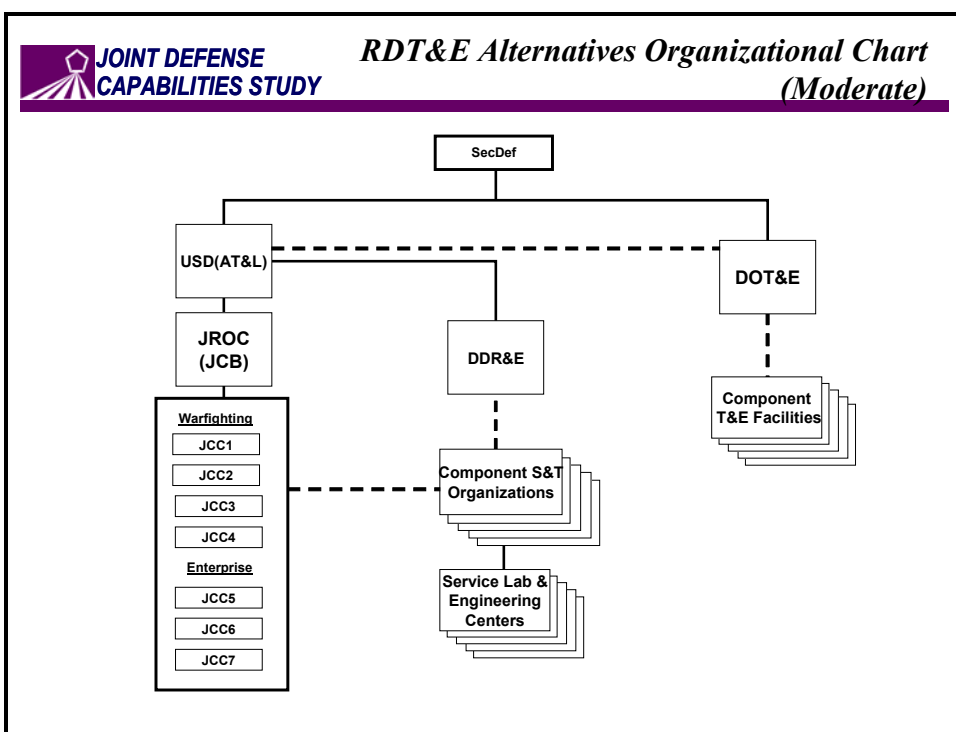 JOINT DEFENSE
CAPABILITIES STUDY
RDT&E Alternatives Organizational Chart
(Moderate)
SecDef
USD(AT&L)
DOT&E
JROC
(JCB)
DDR&E
Component
T&E Facilities
Warfighting
JCC1
JCC2
JCC3
JCC4
Enterprise
JCC5
JCC6
JCC7
Component S&T
Organizations
Service Lab &
Engineering
Centers